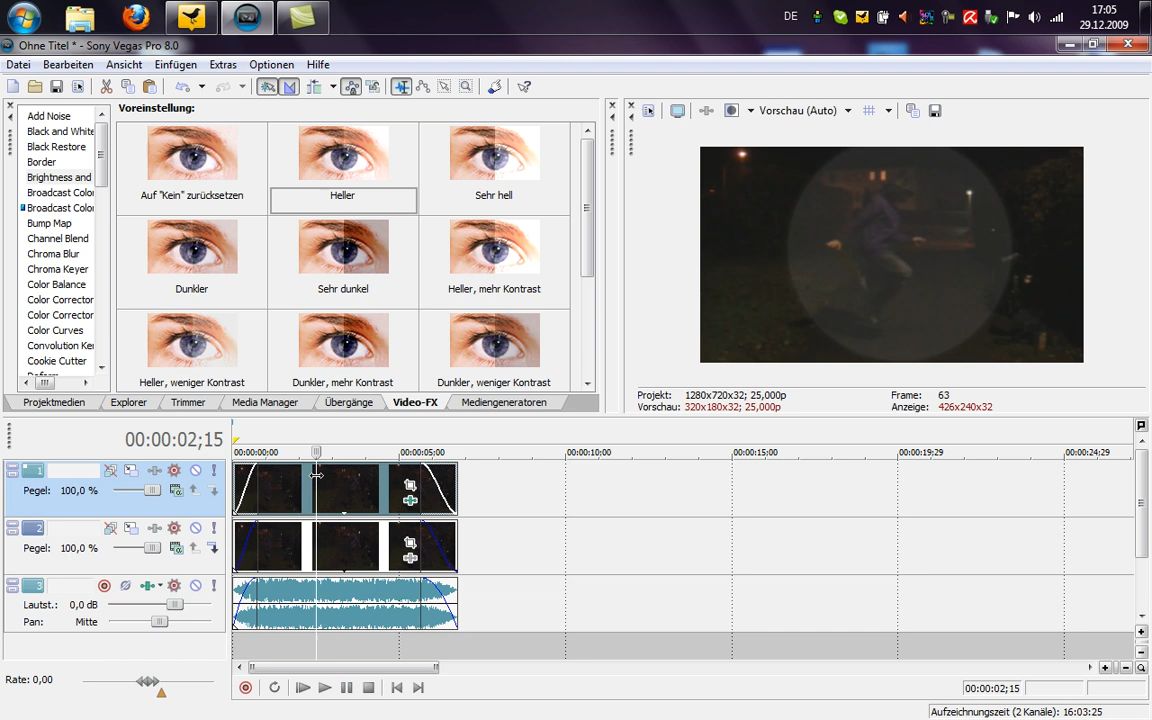 DE
17:05
29.12.2009
Ohne Titel * - Sony Vegas Pro 8.0
Datei Bearbeiten Ansicht Einfügen Extras Optionen Hilfe
Add Noise
Black and White
Black Restore
Border
Brightness and
Broadcast Color
Broadcast Color
Bump Map
Channel Blend
Chroma Blur
Chroma Keyer
Color Balance
Color Corrector
Color Corrector
Color Curves
Convolution Ker
Cookie Cutter
Voreinstellung:
Auf "Kein" zurücksetzen
Heller
Sehr hell
Dunkler
Sehr dunkel
Heller, mehr Kontrast
Heller, weniger Kontrast
Dunkler, mehr Kontrast
Dunkler, weniger Kontrast
Projektmedien Explorer Trimmer Media Manager Übergänge Video-FX Mediengeneratoren
Vorschau (Auto)
Projekt: 1280x720x32; 25,000p
Vorschau: 320x180x32; 25,000p
Frame: 63
Anzeige: 426x240x32
00:00:02;15
00:00:00;00 00:00:05;00 00:00:10;00 00:00:15;00 00:00:19;29 00:00:24;29
1
Pegel: 100,0 %
2
Pegel: 100,0 %
3
Lautst.: 0,0 dB
Pan: Mitte
Rate: 0,00
00:00:02;15
Aufzeichnungszeit (2 Kanäle): 16:03:25